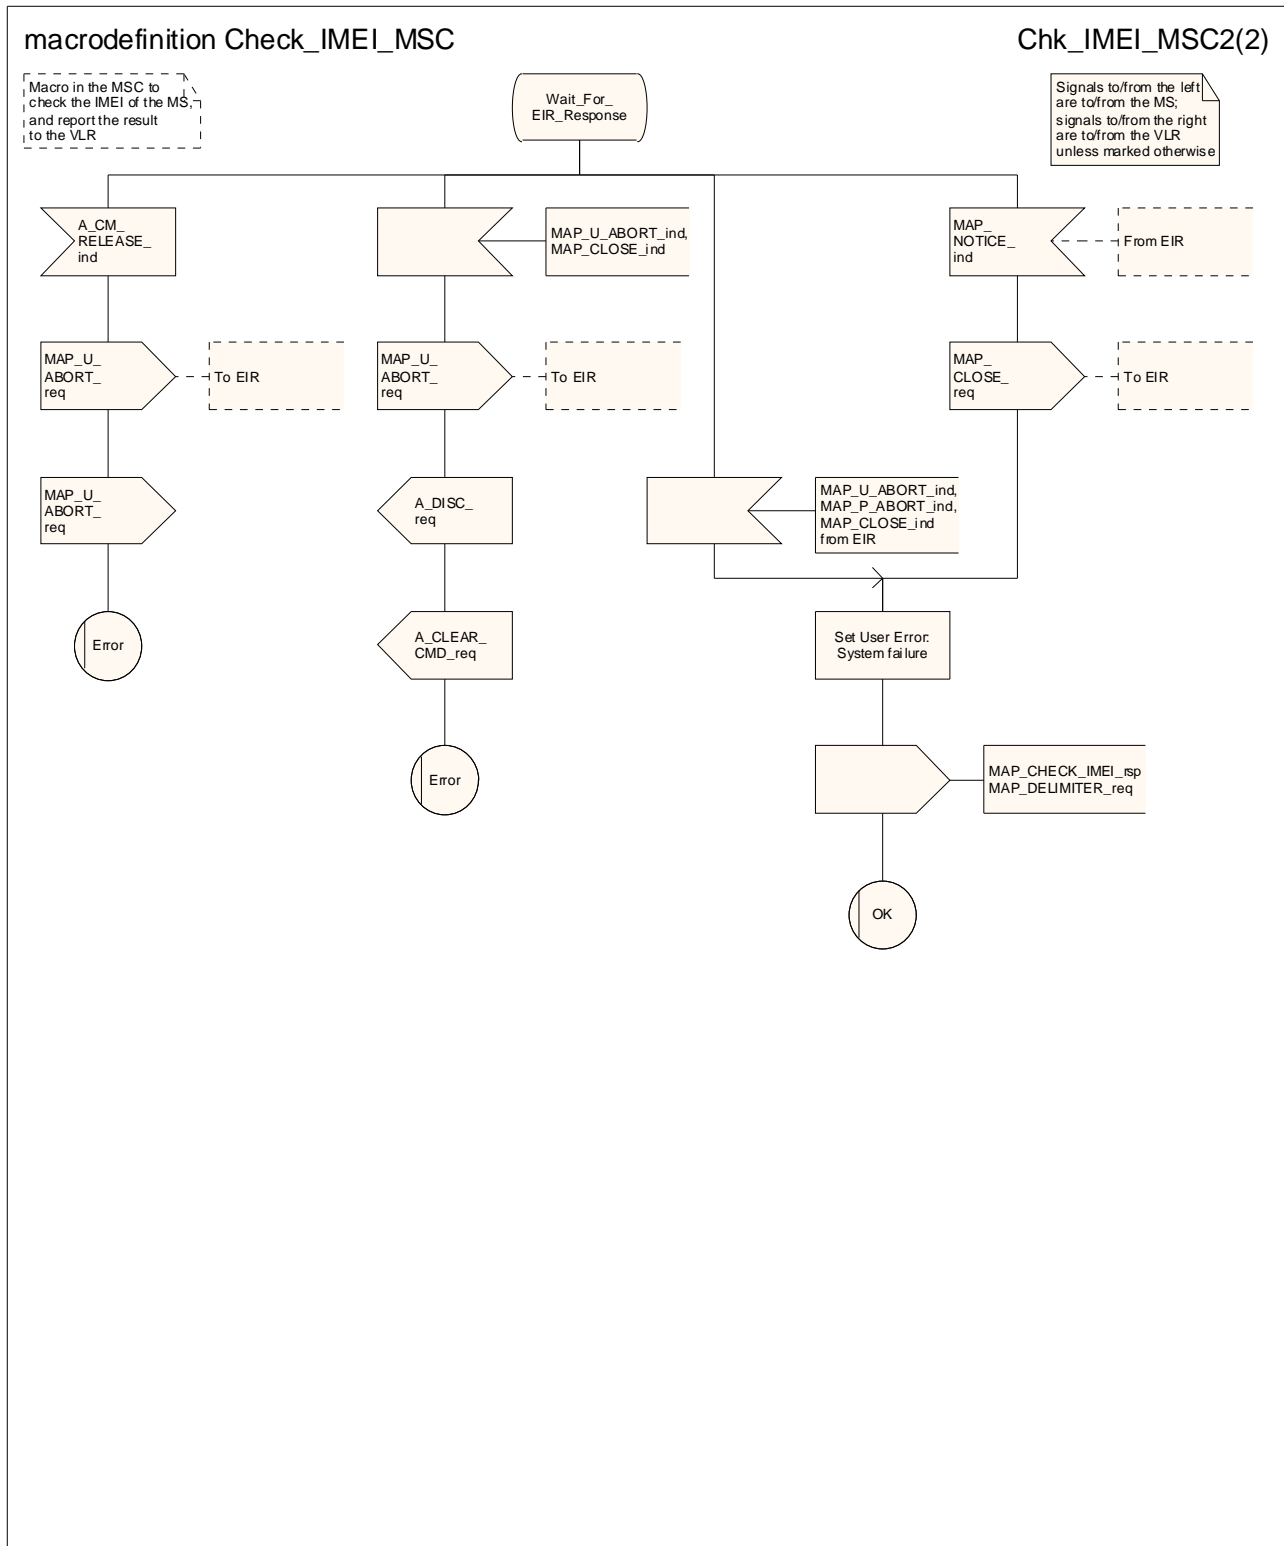 macrodefinition Check_IMEI_MSC
Chk_IMEI_MSC2(2)
Macro in the MSC to
check the IMEI of the MS,
and report the result
to the VLR
Wait_For_
EIR_Response
Signals to/from the left
are to/from the MS;
signals to/from the right
are to/from the VLR
unless marked otherwise
A_CM_
RELEASE_
ind
MAP_U_ABORT_ind,
MAP_CLOSE_ind
MAP_
NOTICE_
ind
From EIR
MAP_U_
ABORT_
req
To EIR
MAP_U_
ABORT_
req
To EIR
MAP_
CLOSE_
req
To EIR
MAP_U_
ABORT_
req
A_DISC_
req
MAP_U_ABORT_ind,
MAP_P_ABORT_ind,
MAP_CLOSE_ind
from EIR
Error
A_CLEAR_
CMD_req
Set User Error:
System failure
Error
MAP_CHECK_IMEI_rsp
MAP_DELIMITER_req
OK